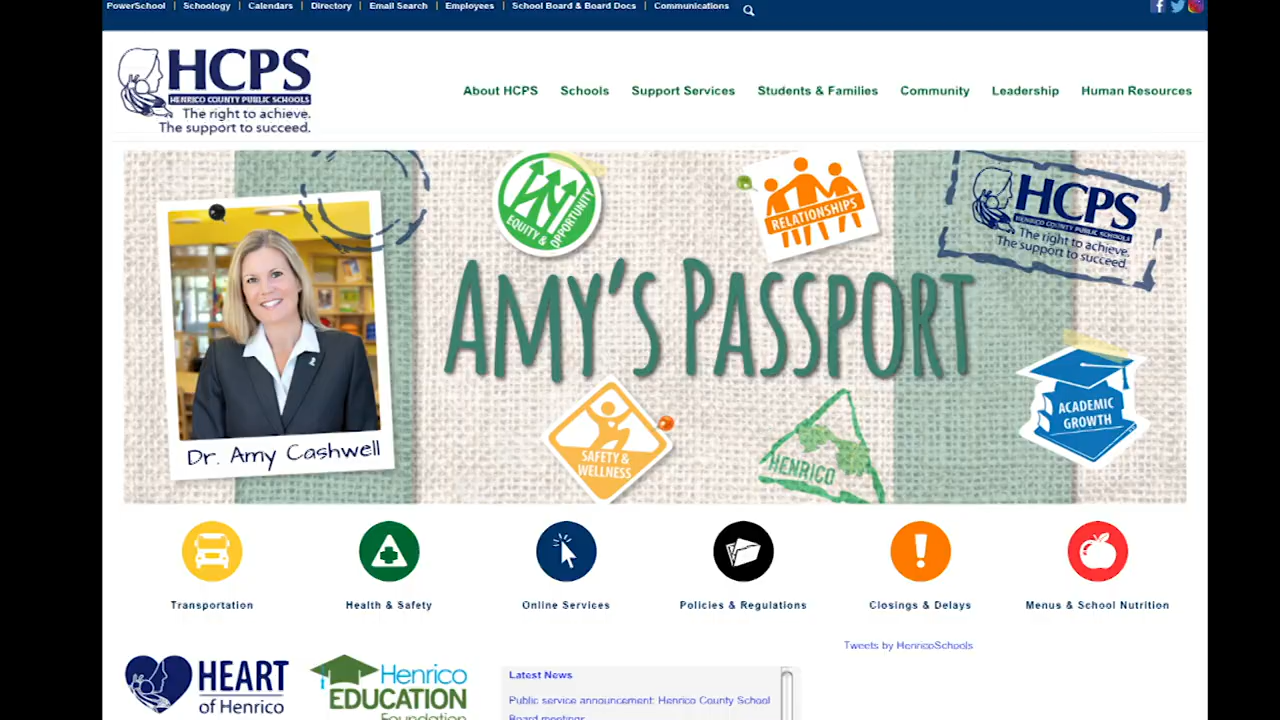 PowerSchool | Schoology | Calendars | Directory | Email Search | Employees | School Board & Board Docs | Communications
HCPS
HENRICO COUNTY PUBLIC SCHOOLS
The right to achieve.
The support to succeed.
About HCPS Schools Support Services Students & Families Community Leadership Human Resources
EQUITY & OPPORTUNITY
RELATIONSHIPS
HCPS
HENRICO COUNTY PUBLIC SCHOOLS
The right to achieve.
The support to succeed.
AMY'S PASSPORT
Dr. Amy Cashwell
SAFETY &
WELLNESS
HENRICO
ACADEMIC
GROWTH
Transportation Health & Safety Online Services Policies & Regulations Closings & Delays Menus & School Nutrition
Tweets by HenricoSchools
HEART
of Henrico
Henrico
EDUCATION
Foundation
Latest News
Public service announcement: Henrico County School
Board meetings